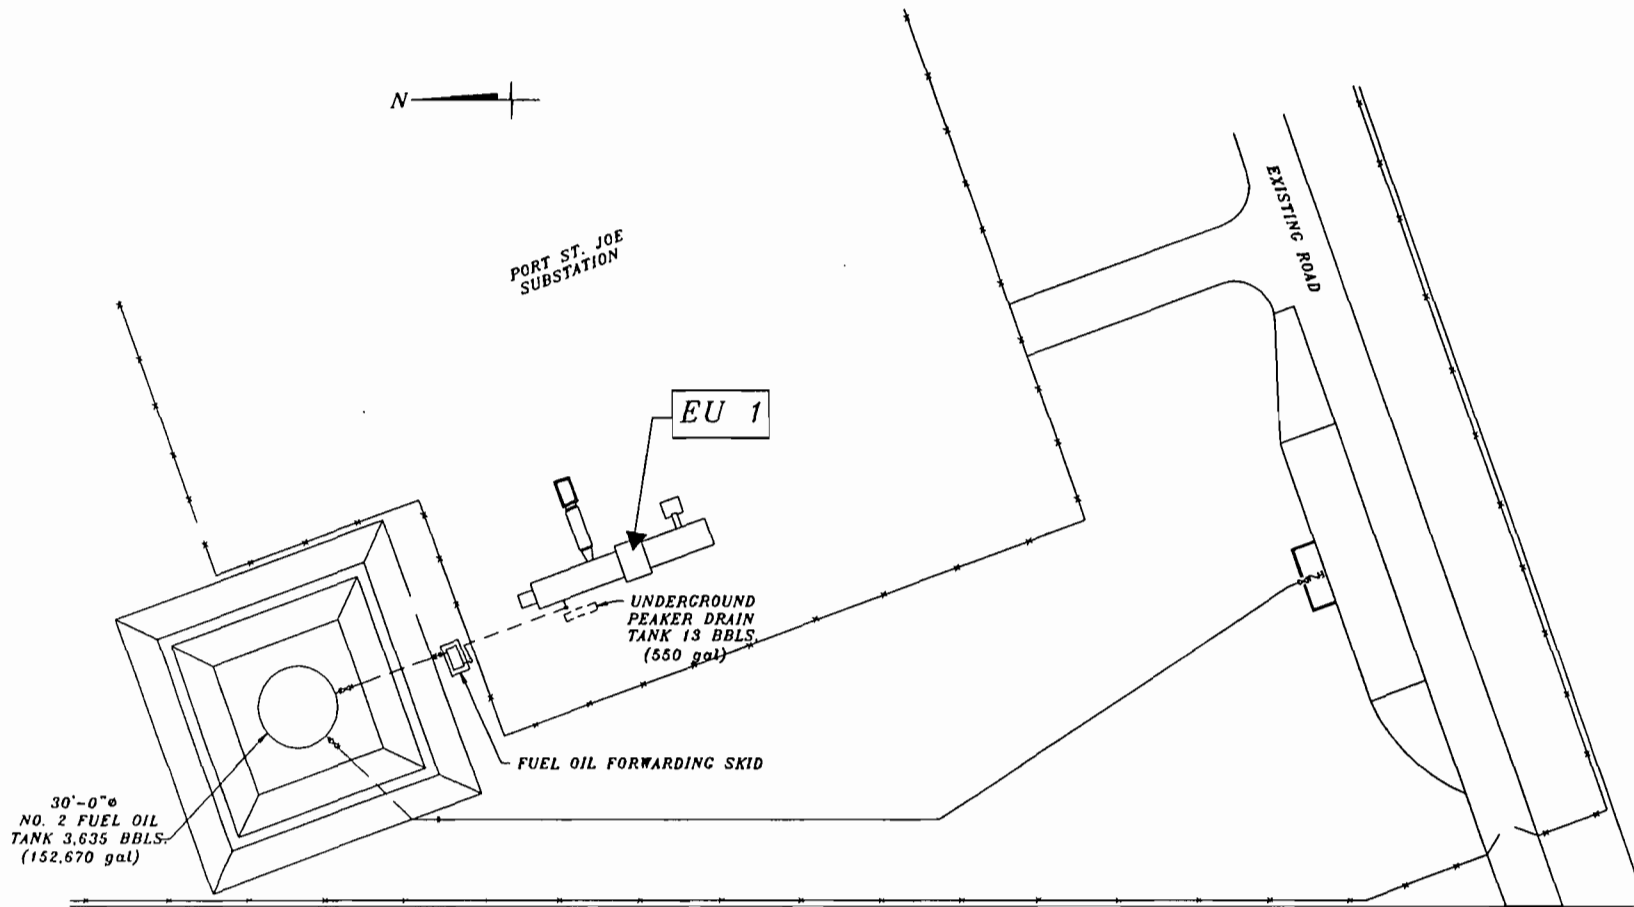 N
PORT ST. JOE
SUBSTATION
EXISTING ROAD
EU 1
UNDERGROUND
PEAKER DRAIN
TANK 13 BBLS.
(550 gal)
FUEL OIL FORWARDING SKID
30'-0"ø
NO. 2 FUEL OIL
TANK 3,635 BBLS.
(152,670 gal)